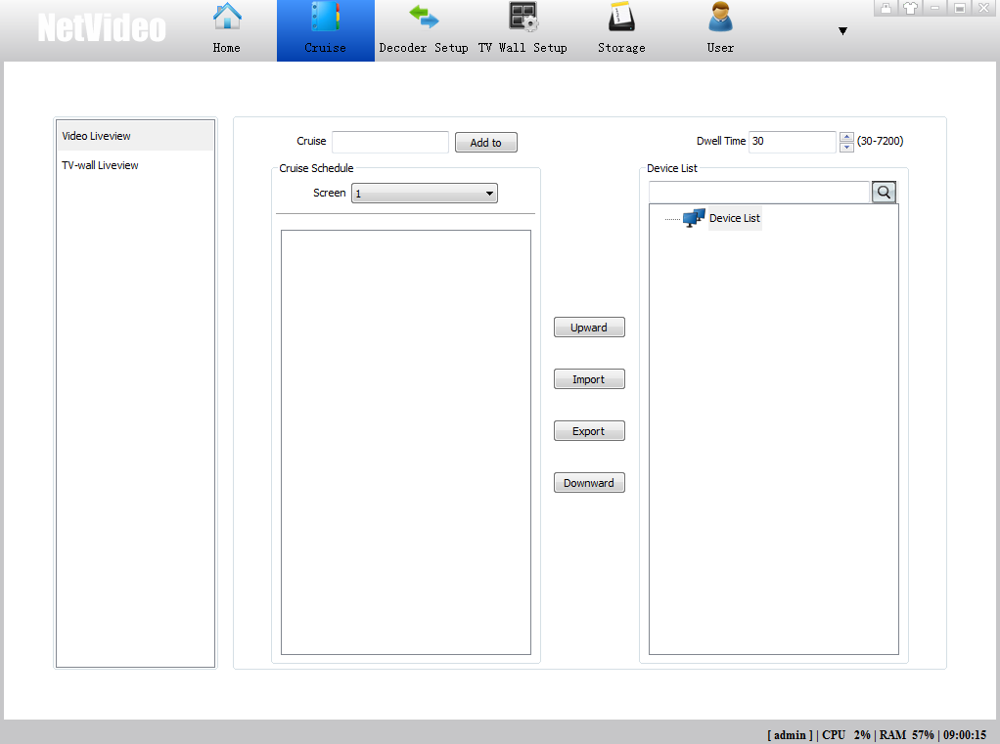 NetVideo
Home
Cruise
Decoder Setup
TV Wall Setup
Storage
User
Video Liveview
TV-wall Liveview
Cruise
Add to
Dwell Time 30 (30-7200)
Cruise Schedule
Screen 1
Device List
Device List
Upward
Import
Export
Downward
[ admin ] | CPU 2% | RAM 57% | 09:00:15